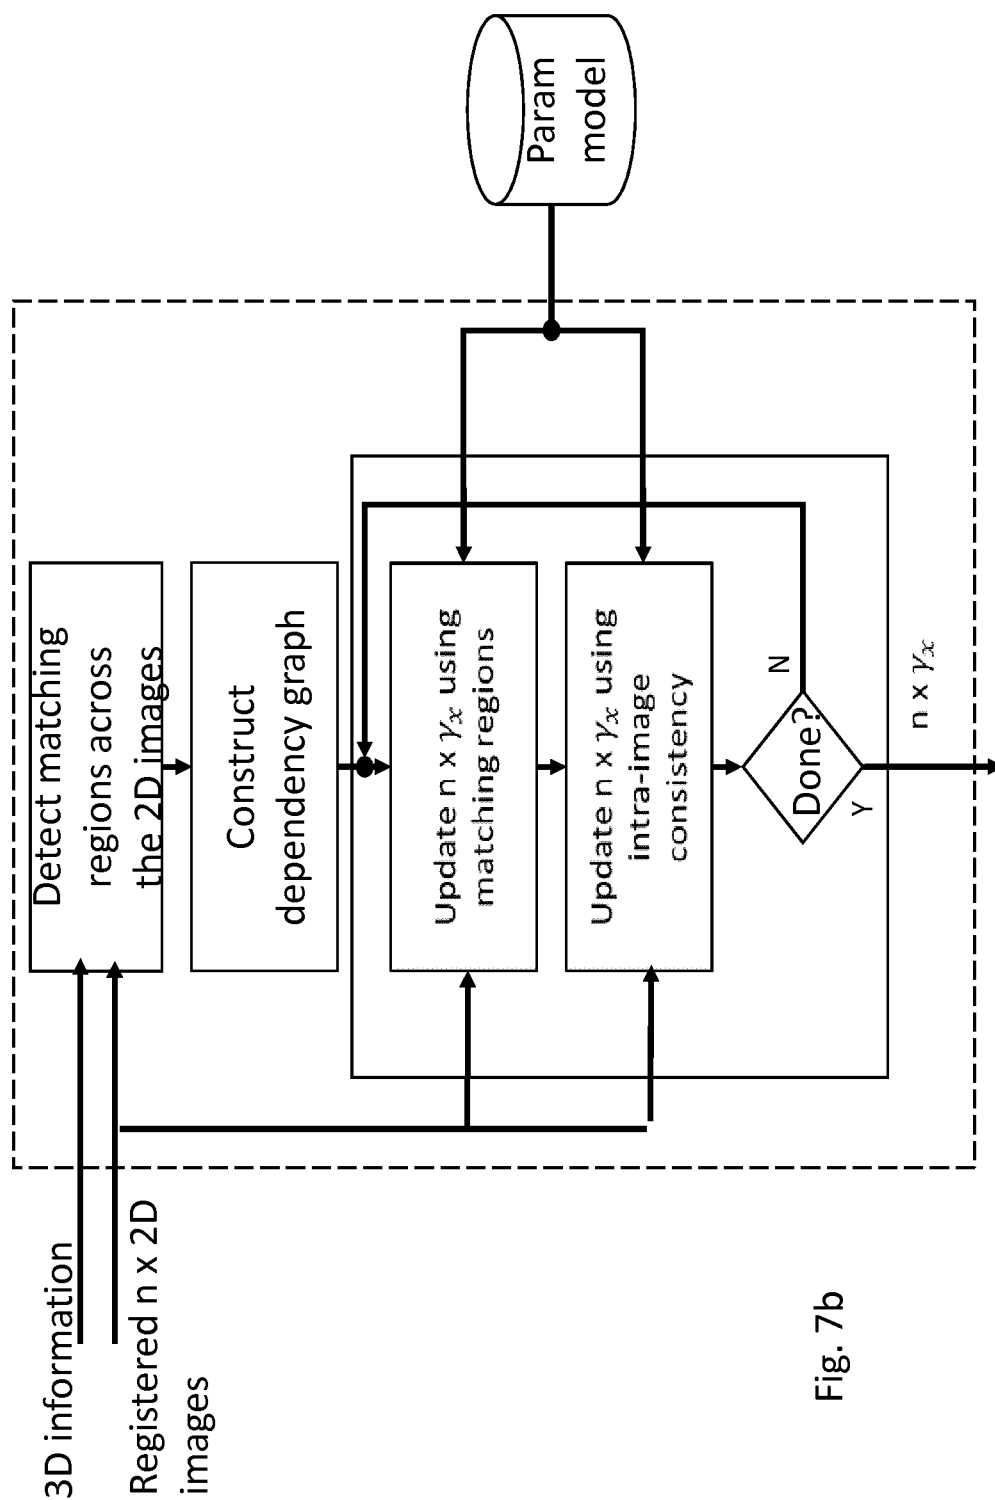 3D information
Registered n x 2D
images
Detect matching
regions across
the 2D images
Construct
dependency graph
Update n x γₓ using
matching regions
Update n x γₓ using
intra-image
consistency
Done?
N
Y
n x γₓ
Param
model
Fig. 7b